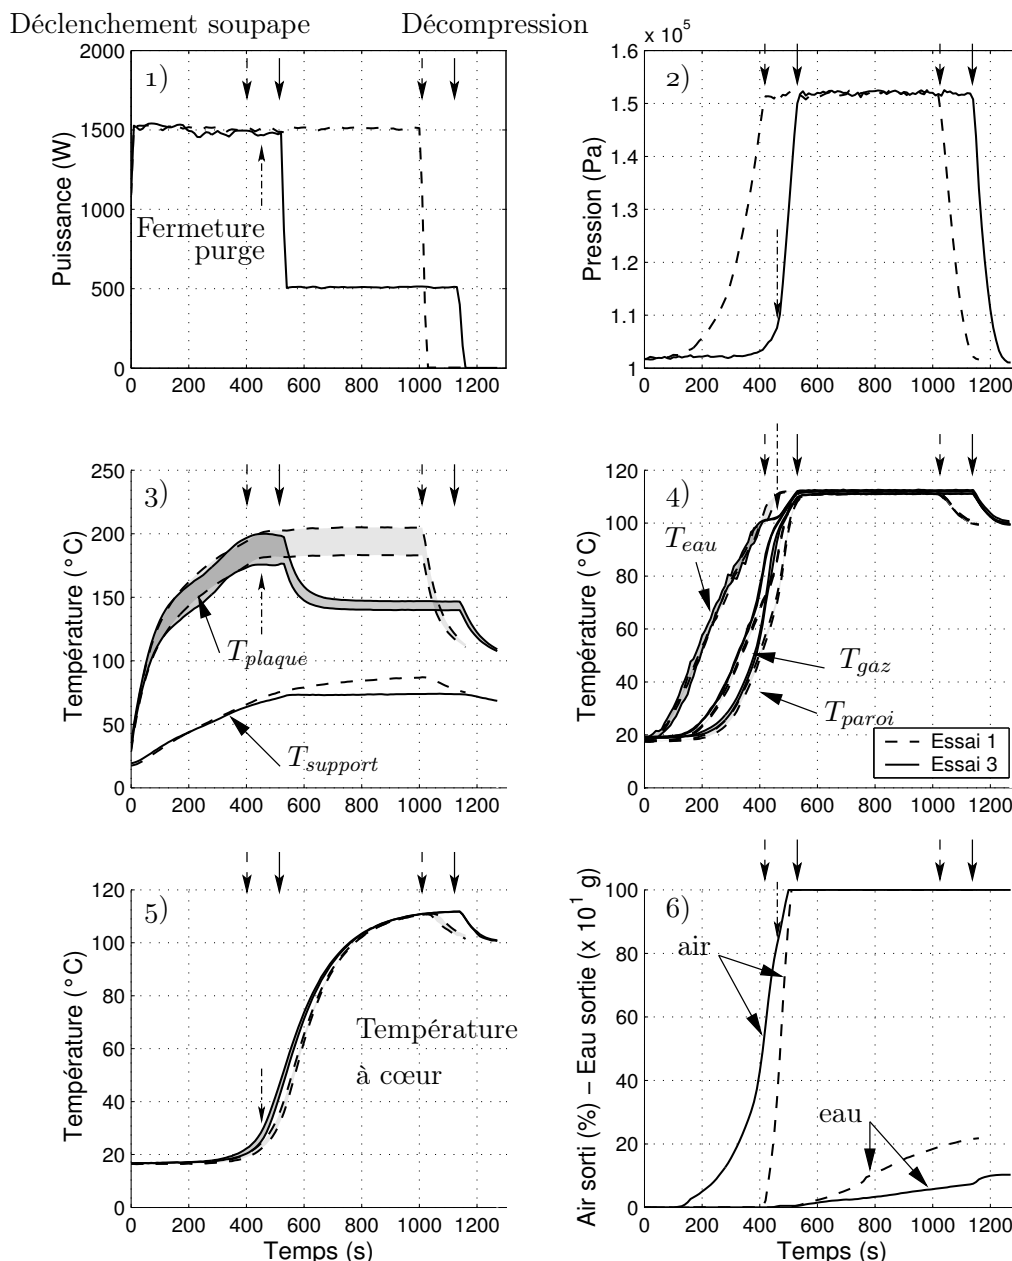 Déclenchement soupape
Décompression
1)
Puissance (W)
2000
1500
1000
500
0
0 200 400 600 800 1000 1200
Fermeture
purge
2)
x 10^5
Pression (Pa)
1.6
1.5
1.4
1.3
1.2
1.1
1
0 200 400 600 800 1000 1200
3)
Température (°C)
250
200
150
100
50
0
0 200 400 600 800 1000 1200
T_plaque
T_support
4)
Température (°C)
120
100
80
60
40
20
0
0 200 400 600 800 1000 1200
T_eau
T_gaz
T_paroi
Essai 1
Essai 3
5)
Température (°C)
120
100
80
60
40
20
0
0 200 400 600 800 1000 1200
Temps (s)
Température
à cœur
6)
Air sorti (%) – Eau sortie (x 10^1 g)
100
80
60
40
20
0
0 200 400 600 800 1000 1200
Temps (s)
air
eau